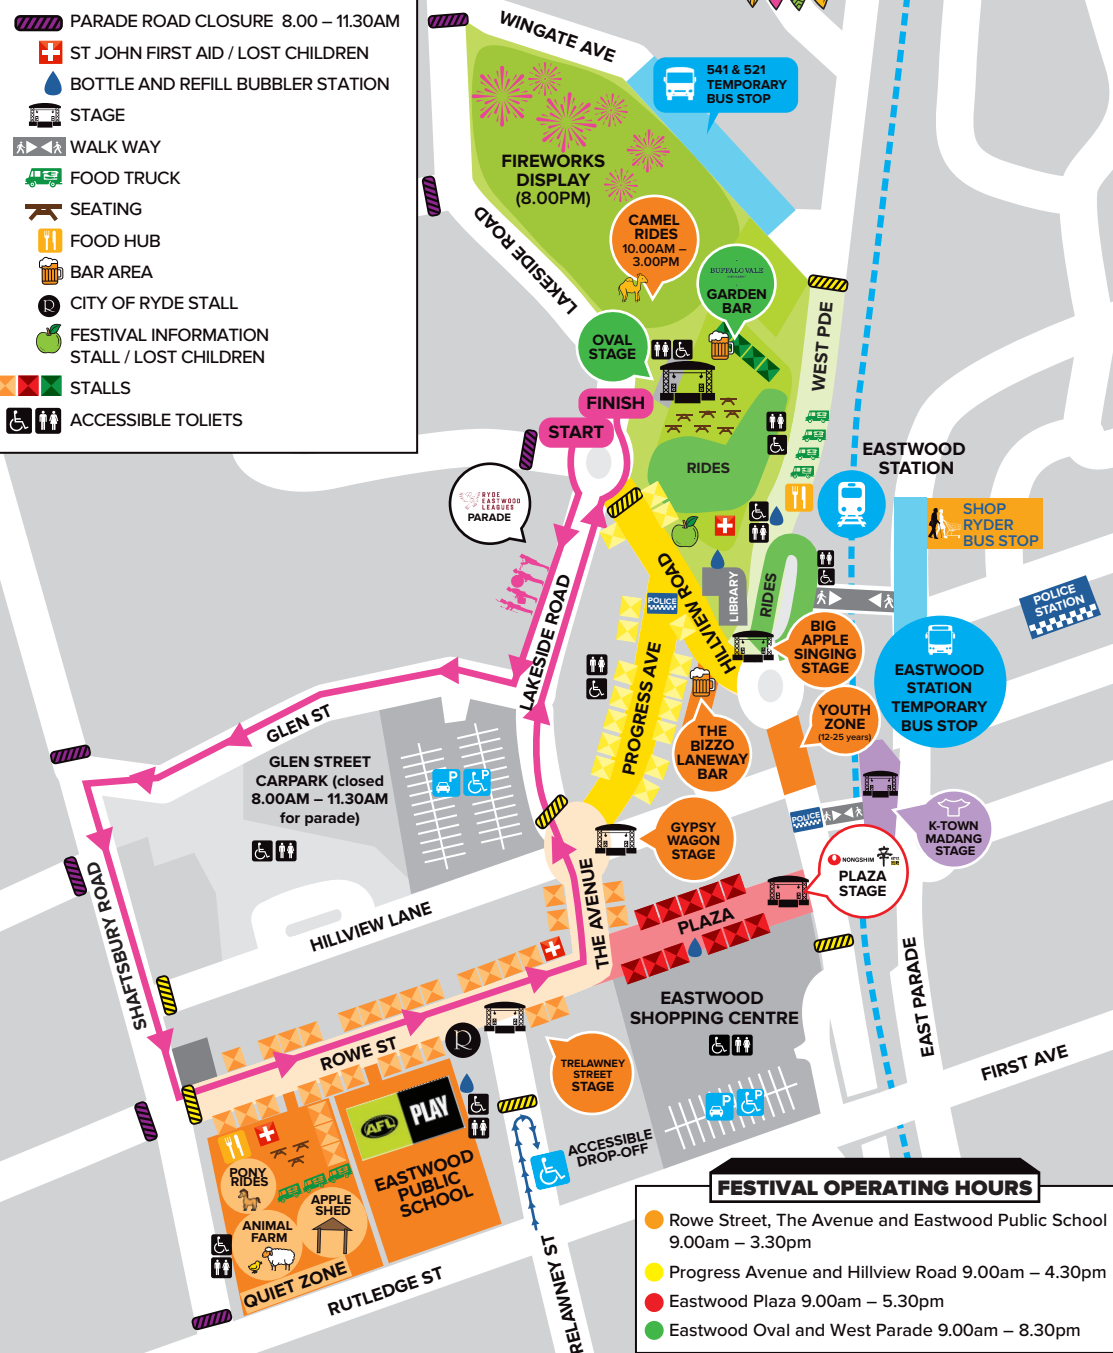 PARADE ROAD CLOSURE 8.00 – 11.30AM
ST JOHN FIRST AID / LOST CHILDREN
BOTTLE AND REFILL BUBBLER STATION
STAGE
WALK WAY
FOOD TRUCK
SEATING
FOOD HUB
BAR AREA
R
CITY OF RYDE STALL
FESTIVAL INFORMATION
STALL / LOST CHILDREN
STALLS
ACCESSIBLE TOLIETS
WINGATE AVE
541 & 521
TEMPORARY
BUS STOP
FIREWORKS
DISPLAY
(8.00PM)
LAKESIDE ROAD
CAMEL
RIDES
10.00AM –
3.00PM
BUFFALO VALE
GARDEN
BAR
OVAL
STAGE
WEST PDE
FINISH
START
RIDES
EASTWOOD
STATION
RYDE
EASTWOOD
LEAGUES
PARADE
SHOP
RYDER
BUS STOP
HILLVIEW ROAD
LIBRARY
RIDES
POLICE
POLICE
STATION
LAKESIDE ROAD
BIG
APPLE
SINGING
STAGE
EASTWOOD
STATION
TEMPORARY
BUS STOP
PROGRESS AVE
GLEN ST
YOUTH
ZONE
(12-25 years)
THE
BIZZO
LANEWAY
BAR
GLEN STREET
CARPARK (closed
8.00AM – 11.30AM
for parade)
P
P
POLICE
GYPSY
WAGON
STAGE
K-TOWN
MADANG
STAGE
NONGSHIM
PLAZA
STAGE
SHAFTSBURY ROAD
HILLVIEW LANE
THE AVENUE
PLAZA
EAST PARADE
EASTWOOD
SHOPPING CENTRE
ROWE ST
R
TRELAWNEY
STREET
STAGE
FIRST AVE
P
P
AFL
PLAY
ACCESSIBLE
DROP-OFF
EASTWOOD
PUBLIC
SCHOOL
PONY
RIDES
APPLE
SHED
ANIMAL
FARM
QUIET ZONE
RUTLEDGE ST
RELAWNEY ST
FESTIVAL OPERATING HOURS
Rowe Street, The Avenue and Eastwood Public School
9.00am – 3.30pm
Progress Avenue and Hillview Road 9.00am – 4.30pm
Eastwood Plaza 9.00am – 5.30pm
Eastwood Oval and West Parade 9.00am – 8.30pm